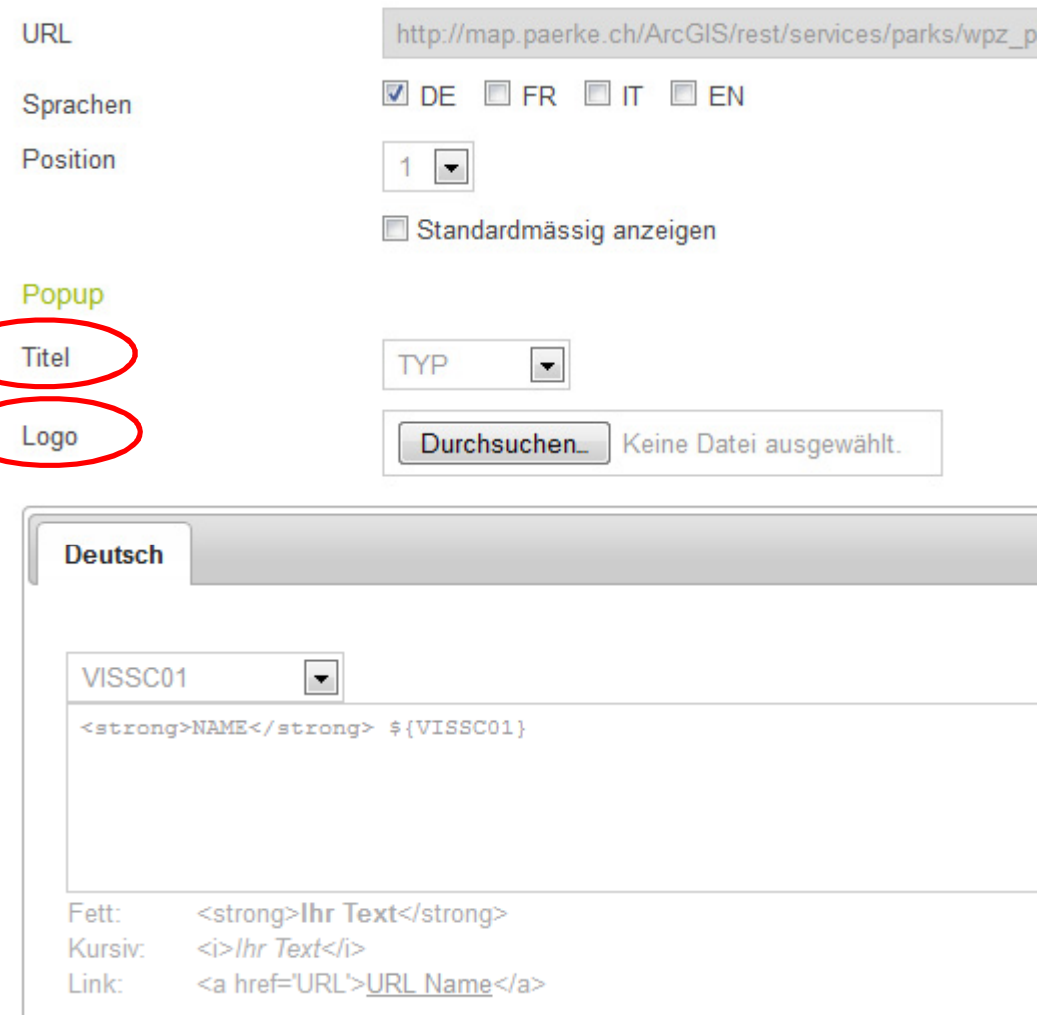 URL http://map.paerke.ch/ArcGIS/rest/services/parks/wpz_p
Sprachen DE FR IT EN
Position 1
Standardmässig anzeigen
Popup
Titel TYP
Logo Durchsuchen… Keine Datei ausgewählt.
Deutsch
VISSC01
<strong>NAME</strong> ${VISSC01}
Fett: <strong>Ihr Text</strong>
Kursiv: <i>Ihr Text</i>
Link: <a href='URL'>URL Name</a>